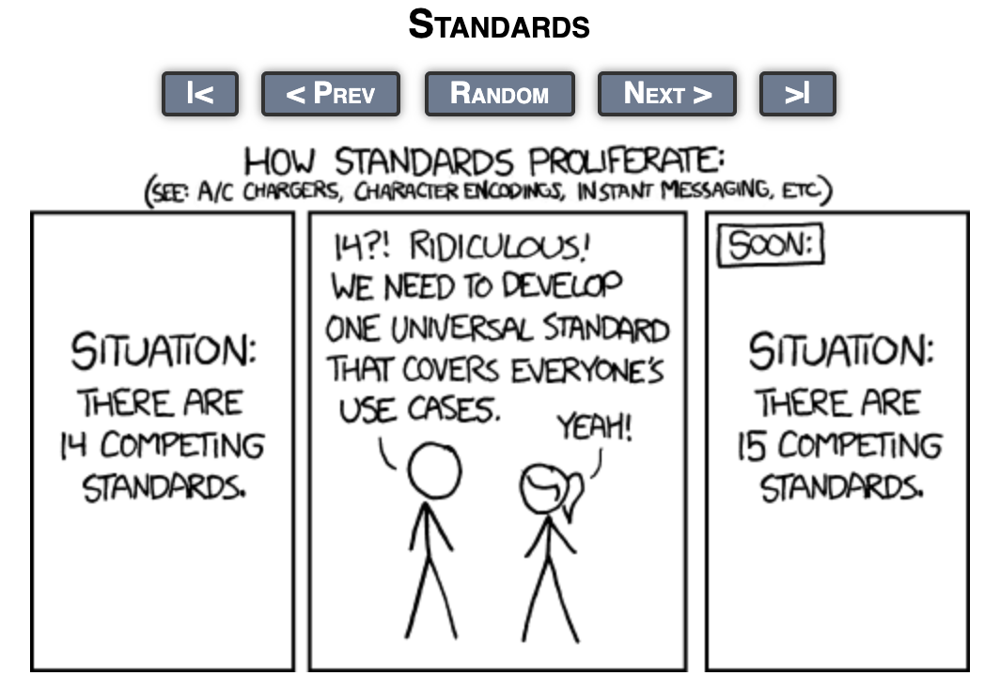 Standards
|<
< Prev
Random
Next >
>|
HOW STANDARDS PROLIFERATE:
(SEE: A/C CHARGERS, CHARACTER ENCODINGS, INSTANT MESSAGING, ETC.)
SITUATION:
THERE ARE
14 COMPETING
STANDARDS.
14?! RIDICULOUS!
WE NEED TO DEVELOP
ONE UNIVERSAL STANDARD
THAT COVERS EVERYONE'S
USE CASES.
YEAH!
SOON:
SITUATION:
THERE ARE
15 COMPETING
STANDARDS.